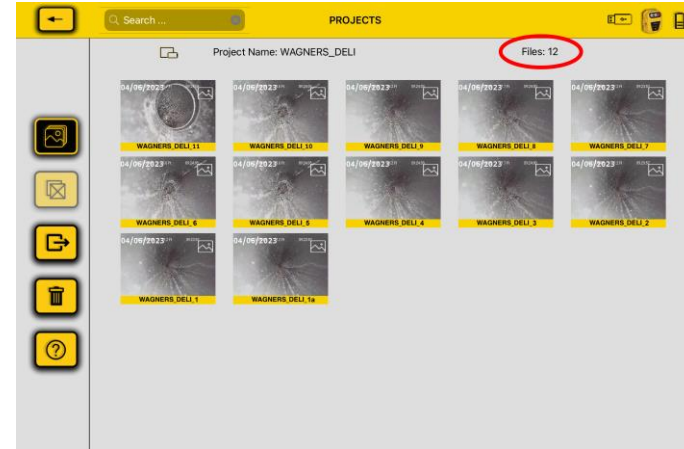 Search ...
PROJECTS
Project Name: WAGNERS_DELI
Files: 12
04/06/2023
04/06/2023
04/06/2023
04/06/2023
04/06/2023
WAGNERS_DELI_11
WAGNERS_DELI_10
WAGNERS_DELI_9
WAGNERS_DELI_8
WAGNERS_DELI_7
04/06/2023
04/06/2023
04/06/2023
04/06/2023
04/06/2023
WAGNERS_DELI_6
WAGNERS_DELI_5
WAGNERS_DELI_4
WAGNERS_DELI_3
WAGNERS_DELI_2
04/06/2023
04/06/2023
WAGNERS_DELI_1
WAGNERS_DELI_1a